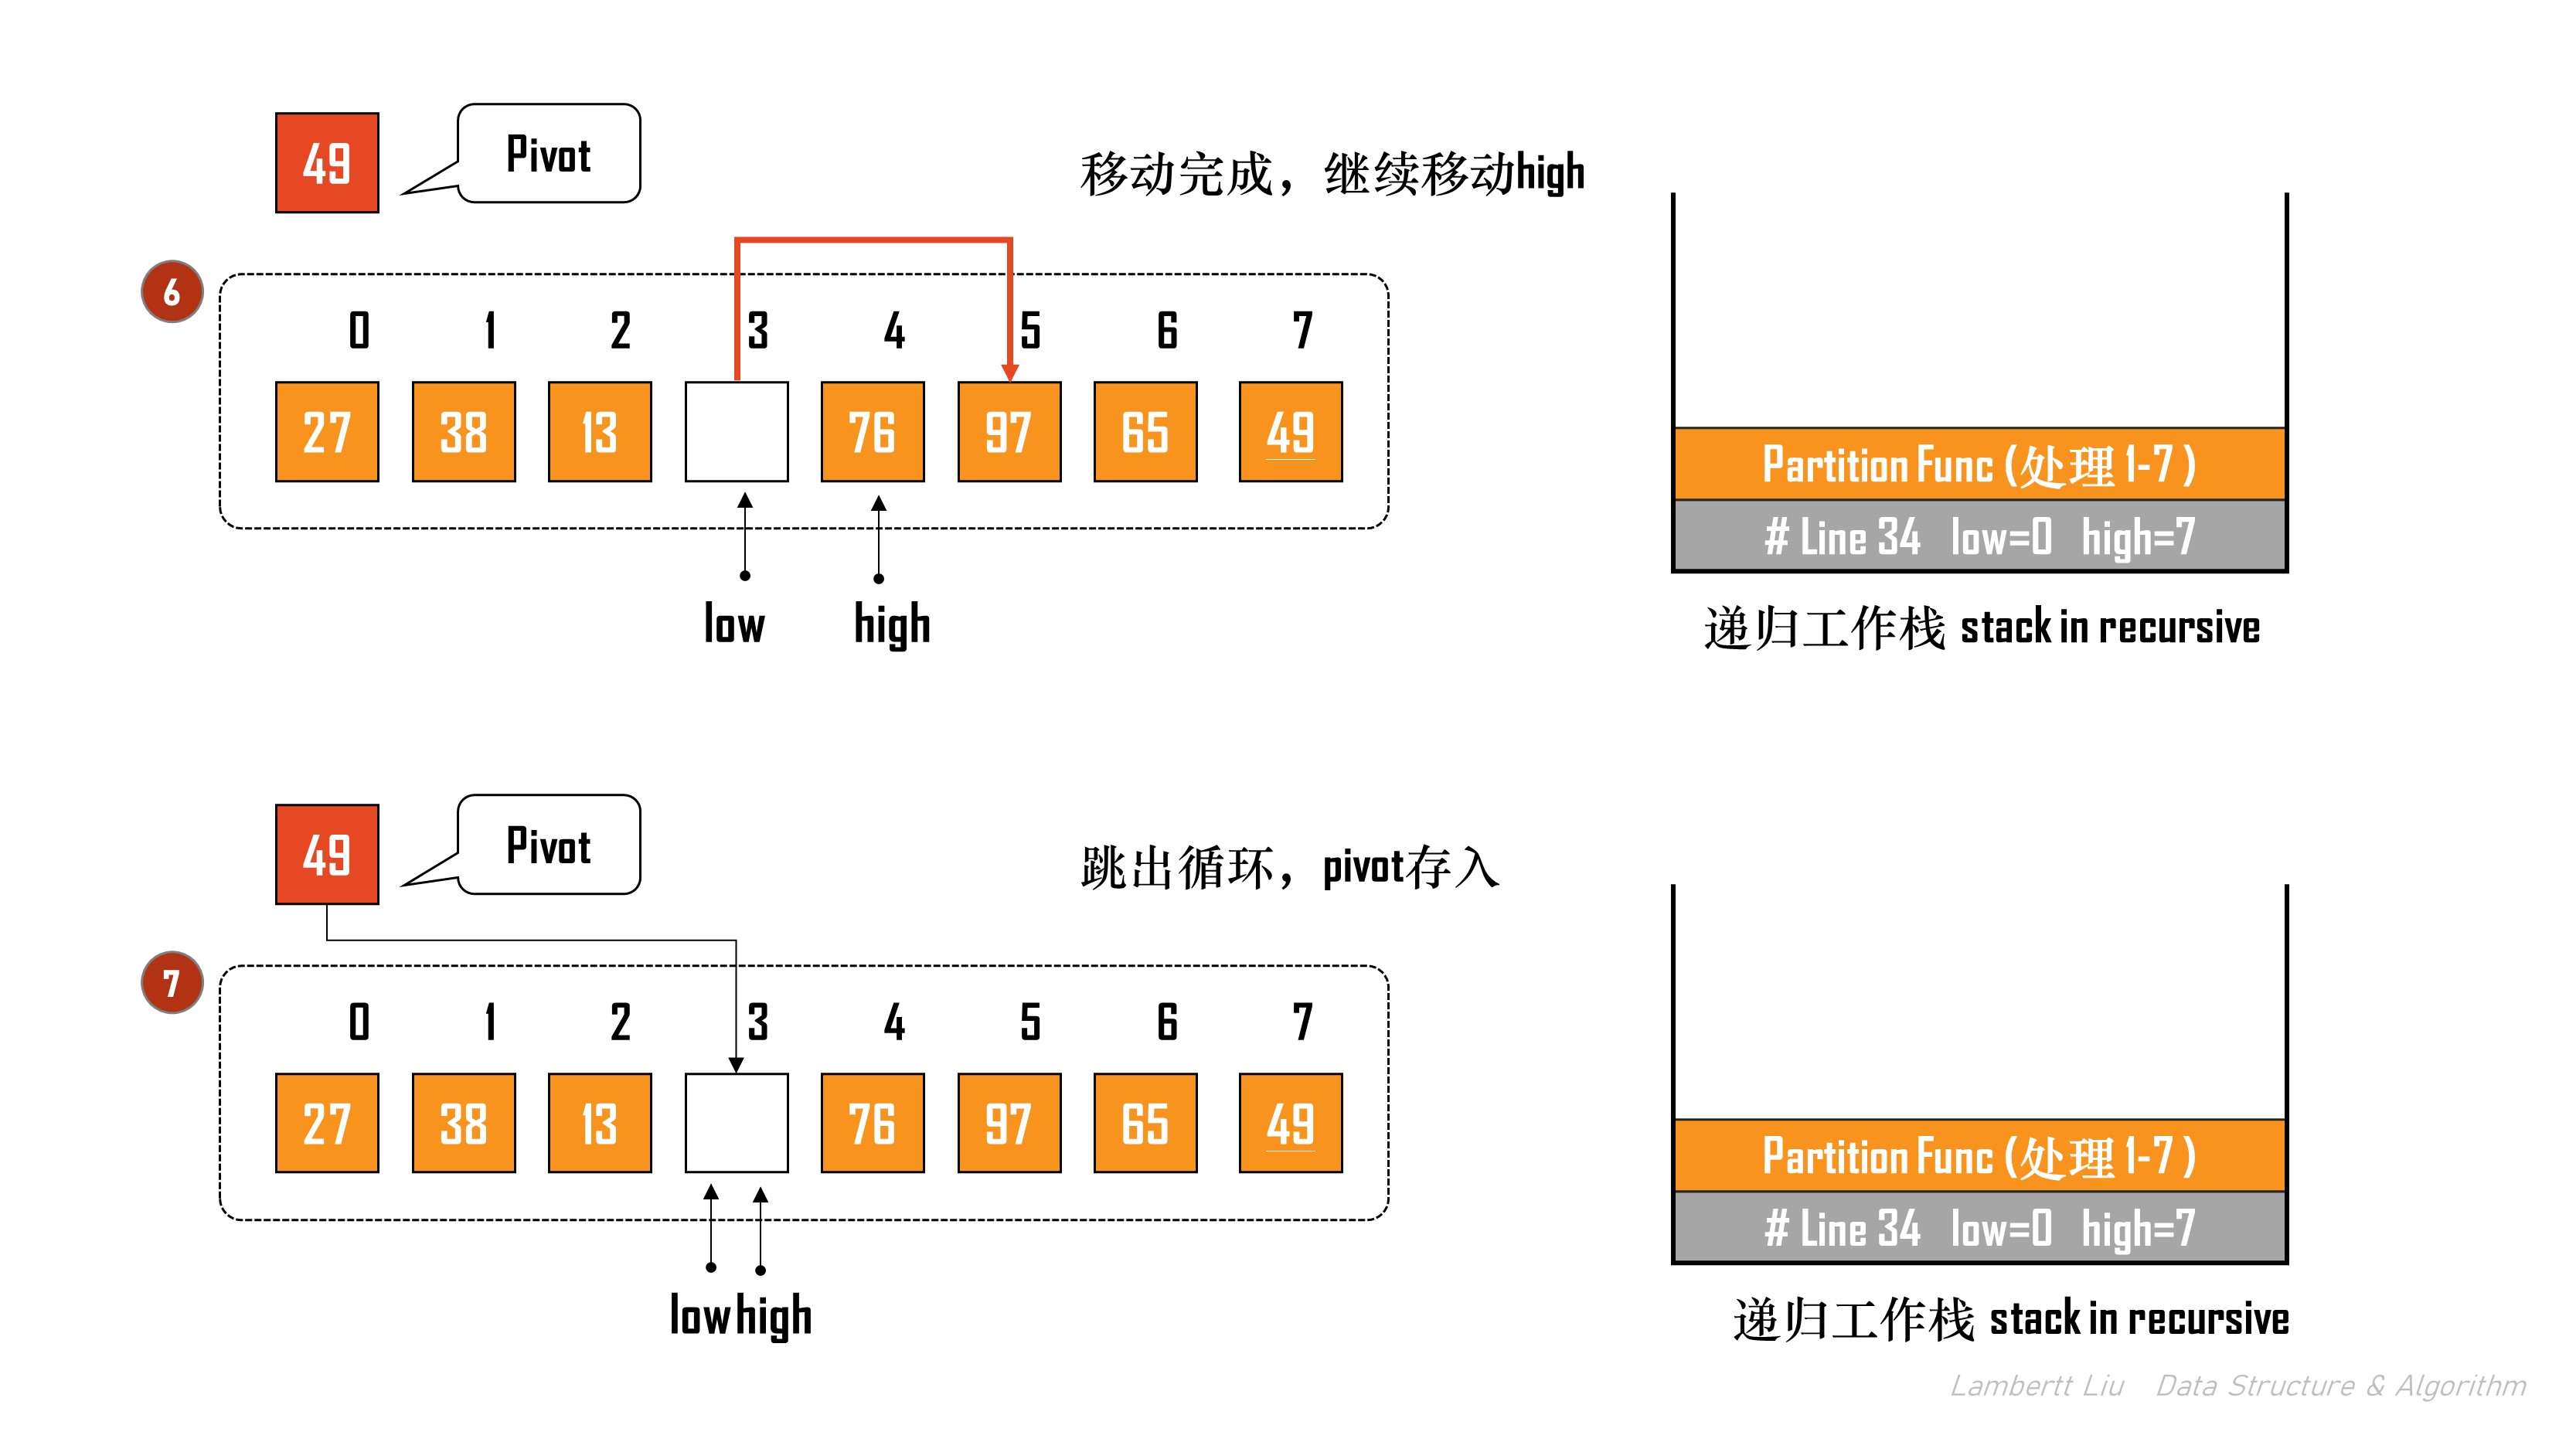 49
Pivot
移动完成，继续移动high
6
0 1 2 3 4 5 6 7
27 38 13 76 97 65 49
low high
Partition Func (处理 1-7 )
# Line 34 low=0 high=7
递归工作栈 stack in recursive
49
Pivot
跳出循环，pivot存入
7
0 1 2 3 4 5 6 7
27 38 13 76 97 65 49
low high
Partition Func (处理 1-7 )
# Line 34 low=0 high=7
递归工作栈 stack in recursive
Lambertt Liu Data Structure & Algorithm